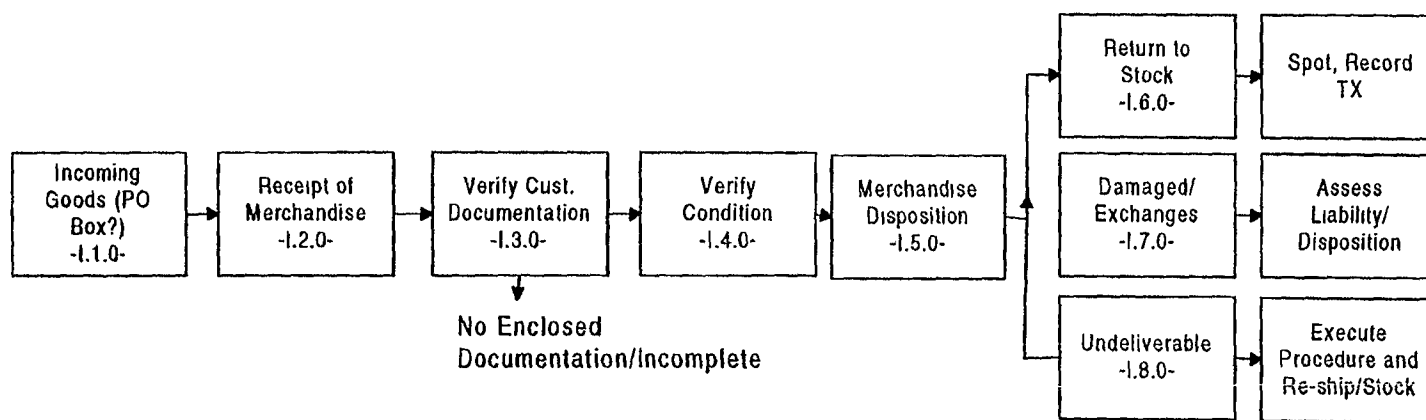 Incoming
Goods (PO
Box?)
-I.1.0-
Receipt of
Merchandise
-I.2.0-
Verify Cust.
Documentation
-I.3.0-
No Enclosed
Documentation/Incomplete
Verify
Condition
-I.4.0-
Merchandise
Disposition
-I.5.0-
Return to
Stock
-I.6.0-
Spot, Record
TX
Damaged/
Exchanges
-I.7.0-
Assess
Liability/
Disposition
Undeliverable
-I.8.0-
Execute
Procedure and
Re-ship/Stock